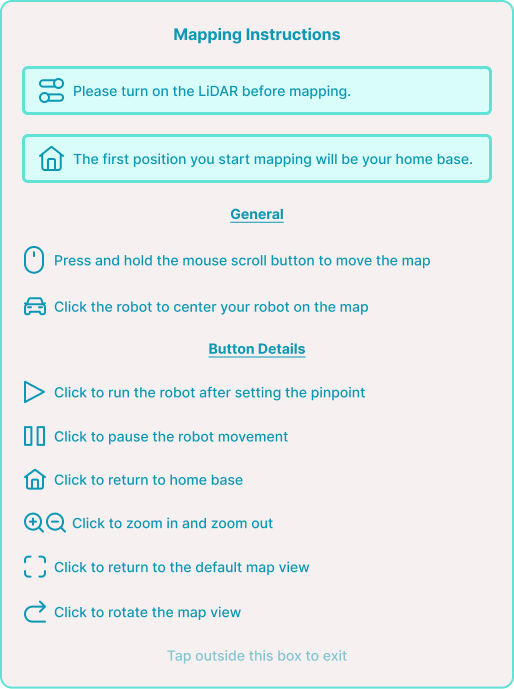 Mapping Instructions
Please turn on the LiDAR before mapping.
The first position you start mapping will be your home base.
General
Press and hold the mouse scroll button to move the map
Click the robot to center your robot on the map
Button Details
Click to run the robot after setting the pinpoint
Click to pause the robot movement
Click to return to home base
Click to zoom in and zoom out
Click to return to the default map view
Click to rotate the map view
Tap outside this box to exit